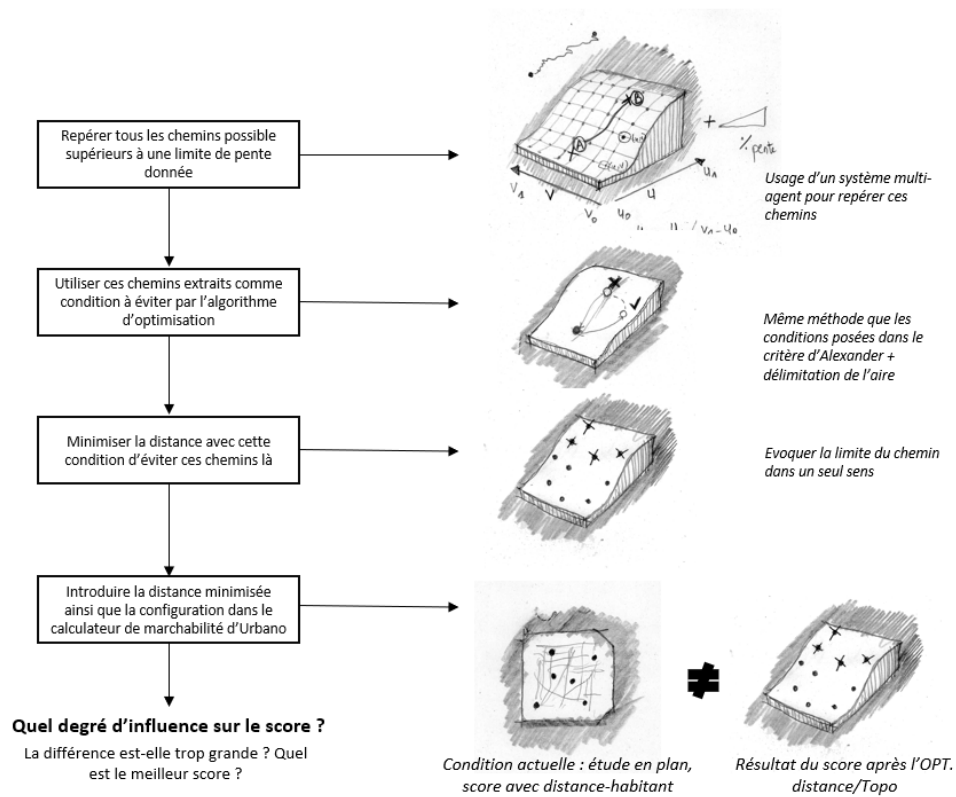 Repérer tous les chemins possible
supérieurs à une limite de pente
donnée
A
B
+
% pente
V1
V
V0
u0
u
u1
Usage d'un système multi-
agent pour repérer ces
chemins
Utiliser ces chemins extraits comme
condition à éviter par l'algorithme
d'optimisation
Même méthode que les
conditions posées dans le
critère d'Alexander +
délimitation de l'aire
Minimiser la distance avec cette
condition d'éviter ces chemins là
Evoquer la limite du chemin
dans un seul sens
Introduire la distance minimisée
ainsi que la configuration dans le
calculateur de marchabilité d'Urbano
≠
Quel degré d'influence sur le score ?
La différence est-elle trop grande ? Quel
est le meilleur score ?
Condition actuelle : étude en plan,
score avec distance-habitant
Résultat du score après l'OPT.
distance/Topo